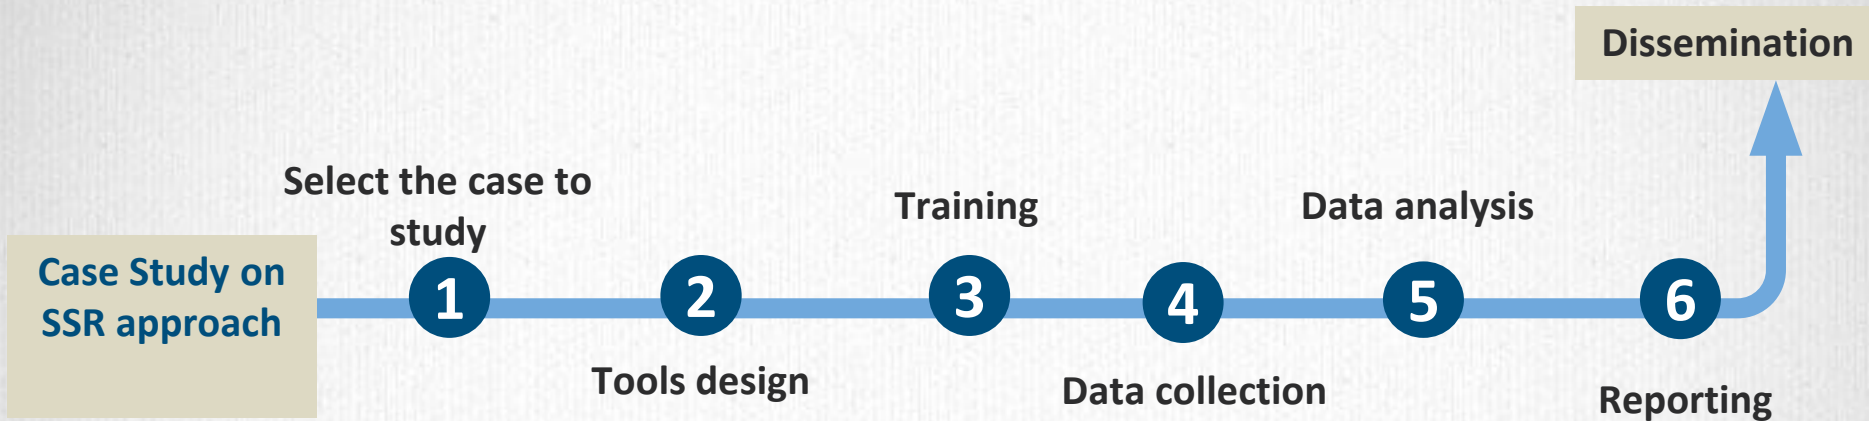 Case Study on
SSR approach
Select the case to
study
1
2
Tools design
Training
3
4
Data collection
Data analysis
5
6
Reporting
Dissemination